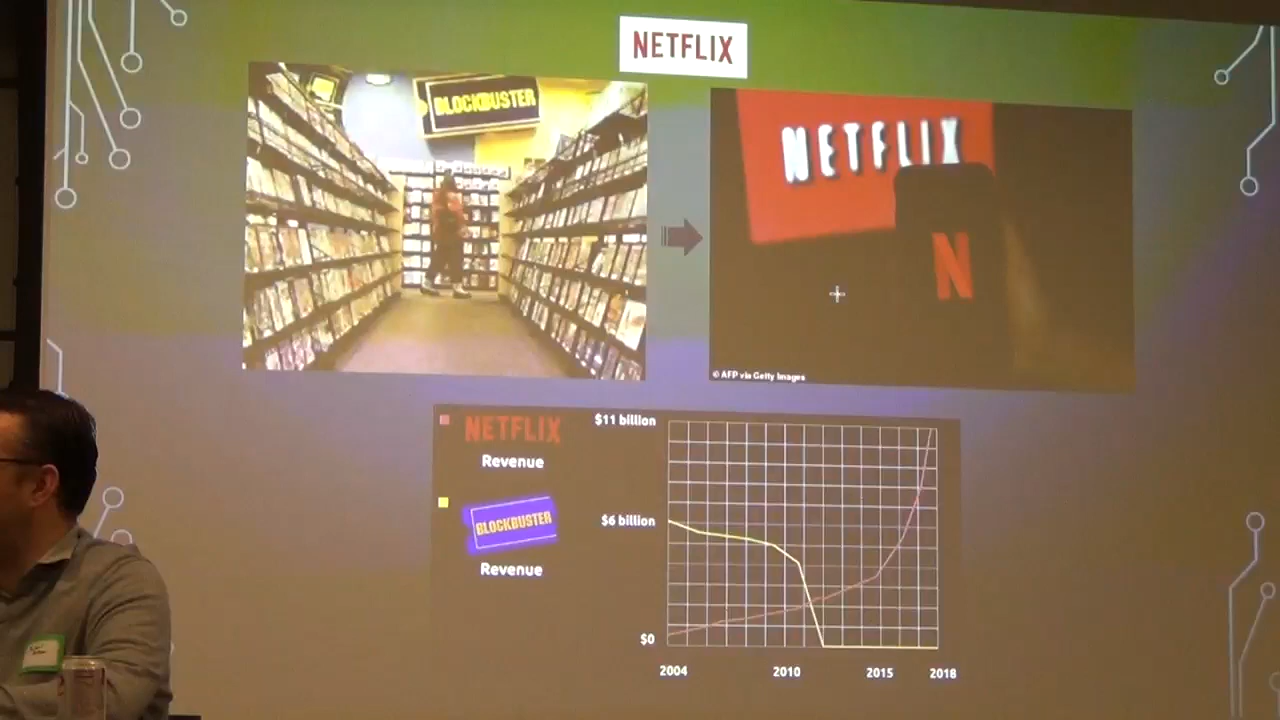 NETFLIX
BLOCKBUSTER
NETFLIX
N
© AFP via Getty Images
NETFLIX
Revenue
BLOCKBUSTER
Revenue
$11 billion
$6 billion
$0
2004 2010 2015 2018